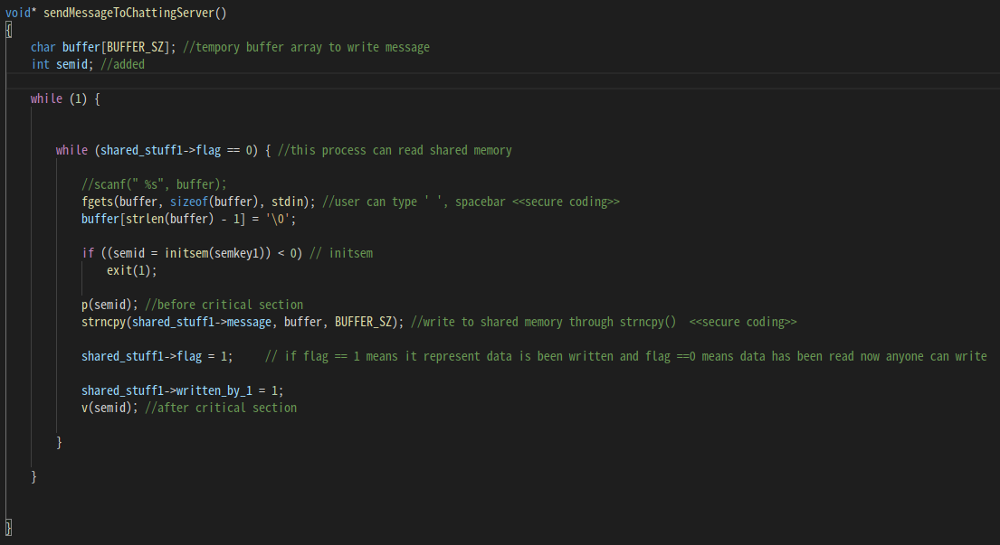 void* sendMessageToChattingServer()
{
char buffer[BUFFER_SZ]; //tempory buffer array to write message
int semid; //added
while (1) {
while (shared_stuff1->flag == 0) { //this process can read shared memory
//scanf(" %s", buffer);
fgets(buffer, sizeof(buffer), stdin); //user can type ' ', spacebar <<secure coding>>
buffer[strlen(buffer) - 1] = '\0';
if ((semid = initsem(semkey1)) < 0) // initsem
exit(1);
p(semid); //before critical section
strncpy(shared_stuff1->message, buffer, BUFFER_SZ); //write to shared memory through strncpy() <<secure coding>>
shared_stuff1->flag = 1; // if flag == 1 means it represent data is been written and flag ==0 means data has been read now anyone can write
shared_stuff1->written_by_1 = 1;
v(semid); //after critical section
}
}
}